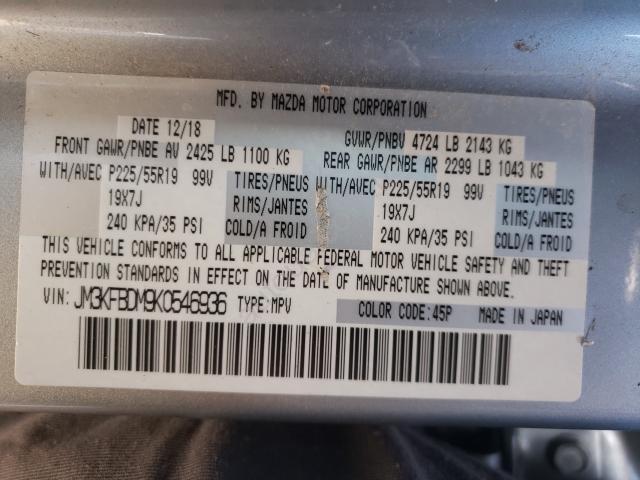 MFD. BY MAZDA MOTOR CORPORATION
DATE 12/18 GVWR/PNBV 4724 LB 2143 KG
FRONT GAWR/PNBE AV 2425 LB 1100 KG REAR GAWR/PNBE AR 2299 LB 1043 KG
WITH/AVEC P225/55R19 99V TIRES/PNEUS WITH/AVEC P225/55R19 99V TIRES/PNEUS
19X7J RIMS/JANTES 19X7J RIMS/JANTES
240 KPA/35 PSI COLD/A FROID 240 KPA/35 PSI COLD/A FROID
THIS VEHICLE CONFORMS TO ALL APPLICABLE FEDERAL MOTOR VEHICLE SAFETY AND THEFT
PREVENTION STANDARDS IN EFFECT ON THE DATE OF MANUFACTURE SHOWN ABOVE.
VIN: JM3KFBDM9K0546936 TYPE:MPV COLOR CODE:45P MADE IN JAPAN